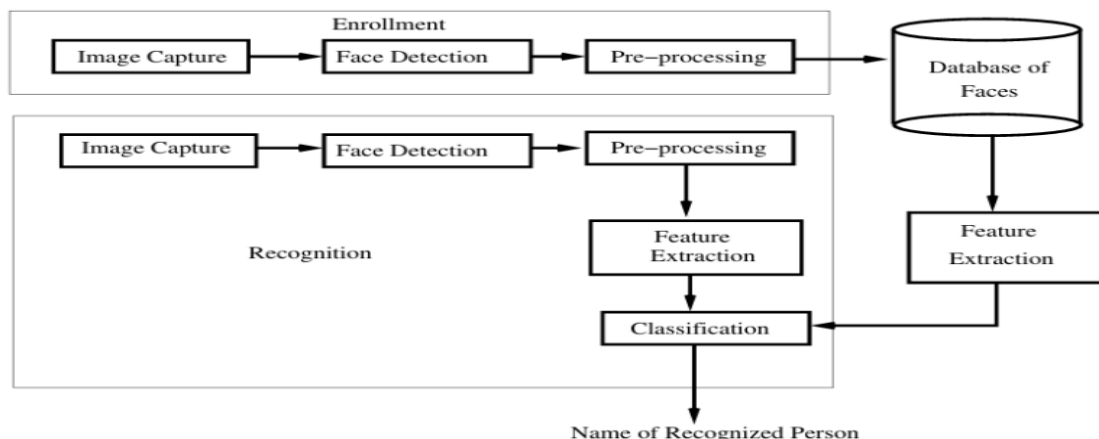 Enrollment
Image Capture
Face Detection
Pre-processing
Database of
Faces
Image Capture
Face Detection
Pre-processing
Recognition
Feature
Extraction
Feature
Extraction
Classification
Name of Recognized Person